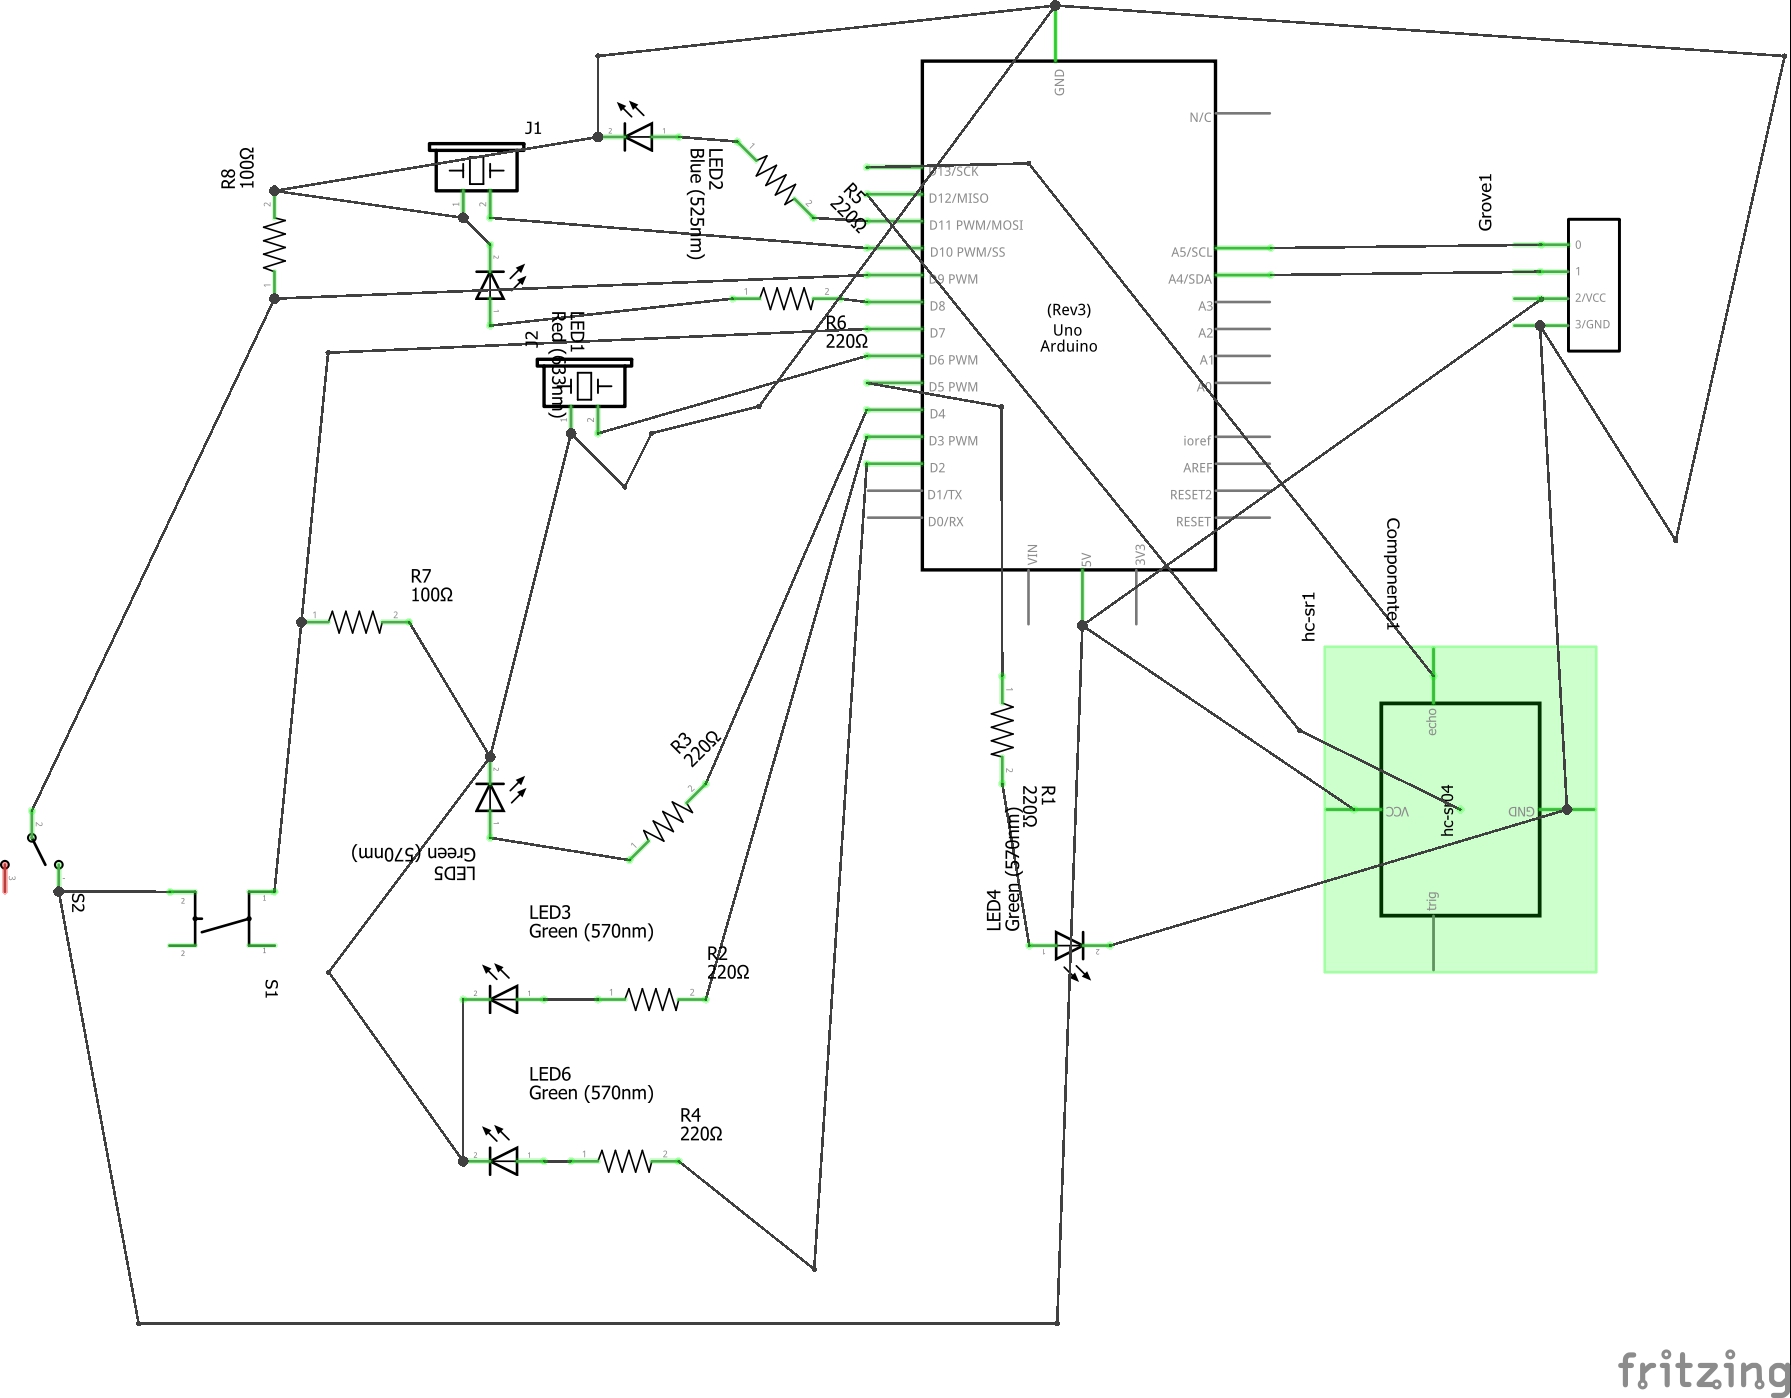 GND
N/C
J1
R8
100Ω
LED2
Blue (525nm)
R5
220Ω
D13/SCK
D12/MISO
D11 PWM/MOSI
D10 PWM/SS
D9 PWM
D8
D7
D6 PWM
D5 PWM
D4
D3 PWM
D2
D1/TX
D0/RX
A5/SCL
A4/SDA
A3
A2
A1
A0
ioref
AREF
RESET2
RESET
VIN
5V
3V3
(Rev3)
Uno
Arduino
Grove1
0
1
2/VCC
3/GND
R6
220Ω
LED1
Red (633nm)
J2
R7
100Ω
Componente1
hc-sr1
echo
VCC
hc-sr04
GND
trig
R3
220Ω
R1
220Ω
LED5
Green (570nm)
LED4
Green (570nm)
S2
S1
LED3
Green (570nm)
R2
220Ω
LED6
Green (570nm)
R4
220Ω
fritzing